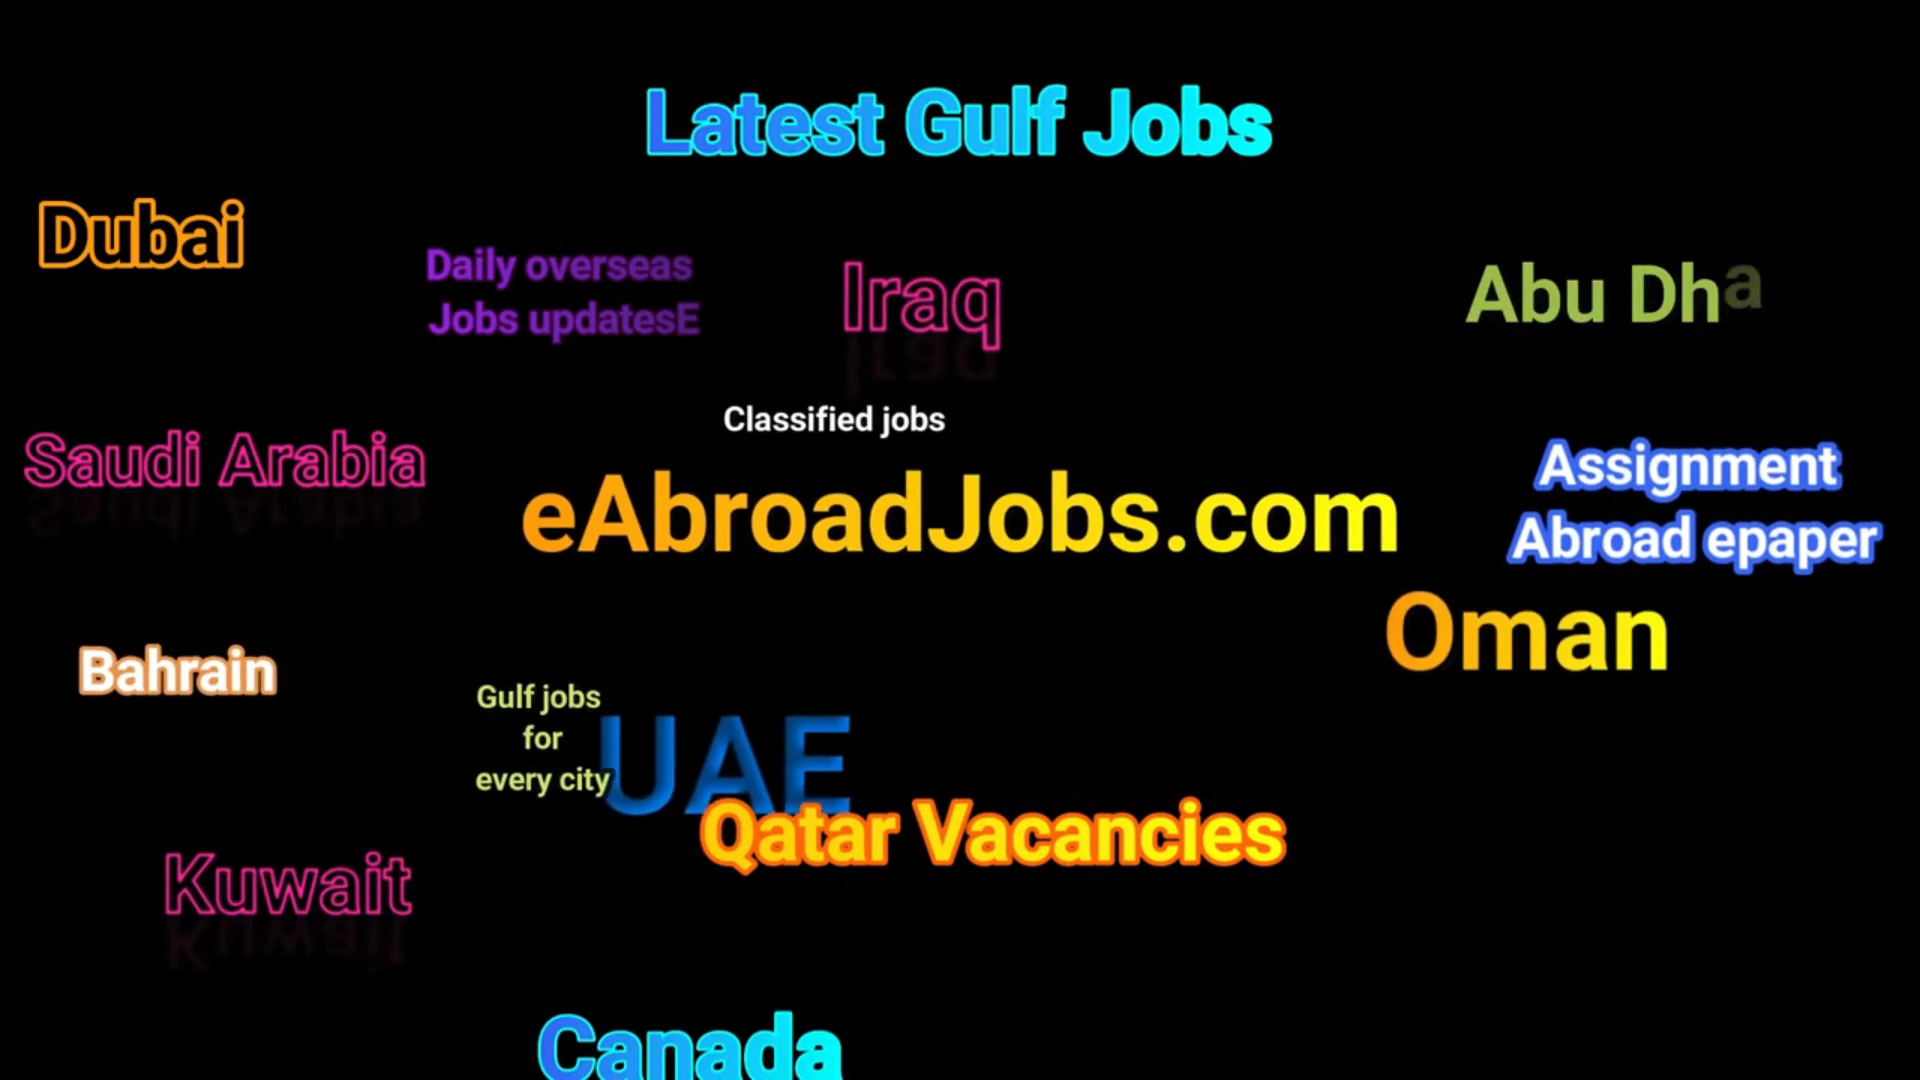 Latest Gulf Jobs
Dubai
Daily overseas
Jobs updatesE
Iraq
Abu Dha
Classified jobs
Saudi Arabia
eAbroadJobs.com
Assignment
Abroad epaper
Oman
Bahrain
Gulf jobs
for
every city
UAE
Qatar Vacancies
Kuwait
Canada